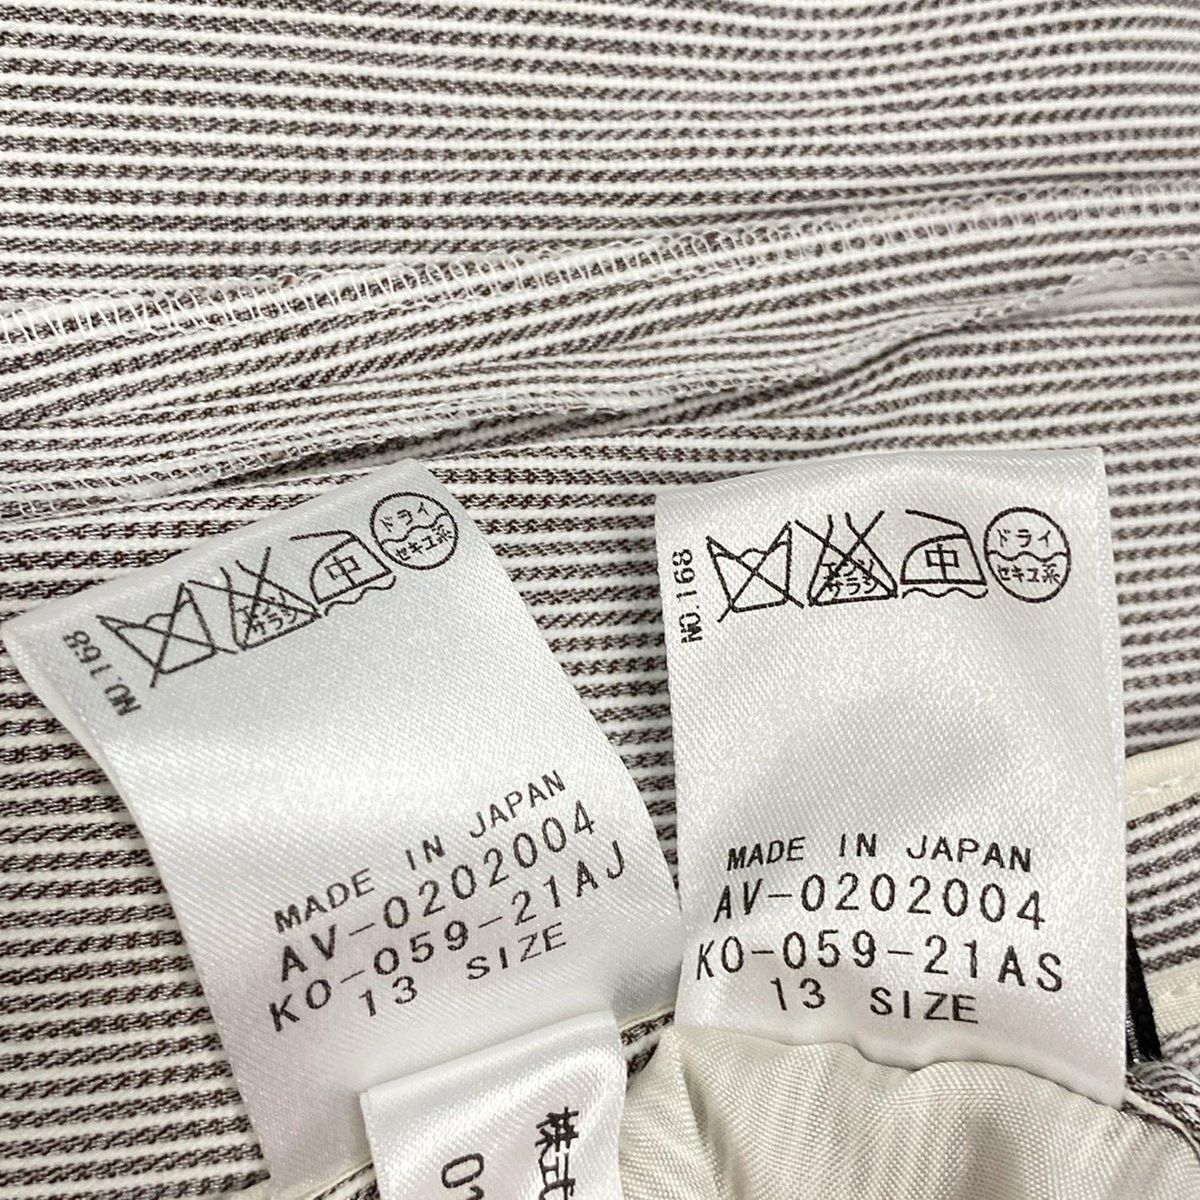 NO.168
エンソ
サラシ
中
ドライ
セキユ系
MADE IN JAPAN
AV-0202004
KO-059-21AJ
13 SIZE
株式
NO.168
エンソ
サラシ
中
ドライ
セキユ系
MADE IN JAPAN
AV-0202004
KO-059-21AS
13 SIZE